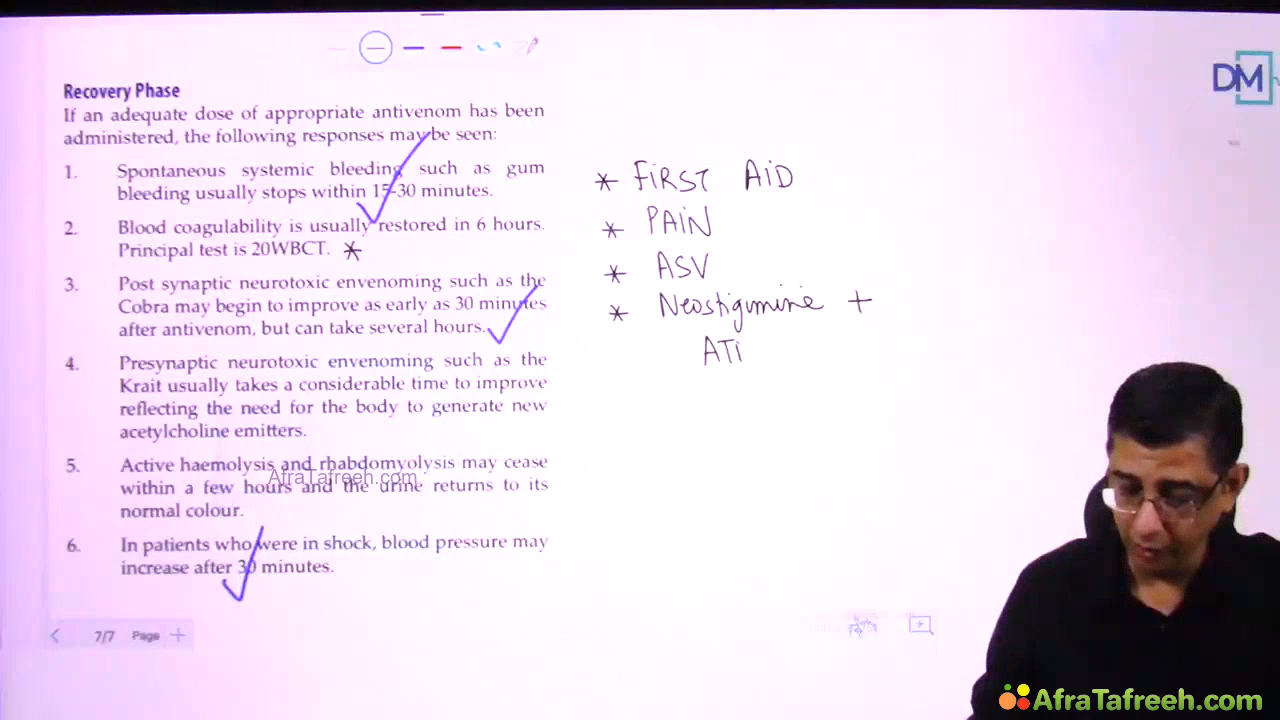 DM
Recovery Phase
If an adequate dose of appropriate antivenom has been
administered, the following responses may be seen:
1. Spontaneous systemic bleeding such as gum
bleeding usually stops within 15-30 minutes.
2. Blood coagulability is usually restored in 6 hours.
Principal test is 20WBCT. *
3. Post synaptic neurotoxic envenoming such as the
Cobra may begin to improve as early as 30 minutes
after antivenom, but can take several hours.
4. Presynaptic neurotoxic envenoming such as the
Krait usually takes a considerable time to improve
reflecting the need for the body to generate new
acetylcholine emitters.
5. Active haemolysis and rhabdomyolysis may cease
within a few hours and the urine returns to its
normal colour.
6. In patients who were in shock, blood pressure may
increase after 30 minutes.
* FIRST AID
* PAIN
* ASV
* Neostigmine +
ATI
AfraTafreeh.com
7/7 Page +
AfraTafreeh.com